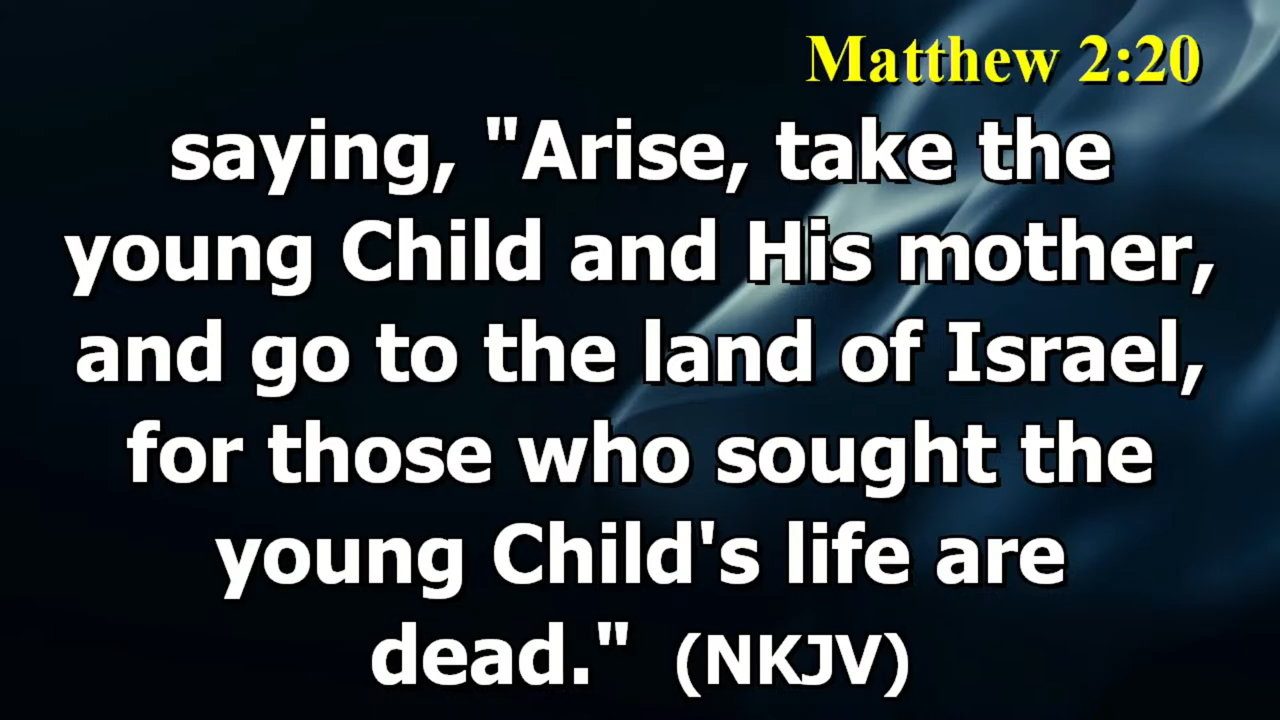 Matthew 2:20
saying, "Arise, take the
young Child and His mother,
and go to the land of Israel,
for those who sought the
young Child's life are
dead." (NKJV)